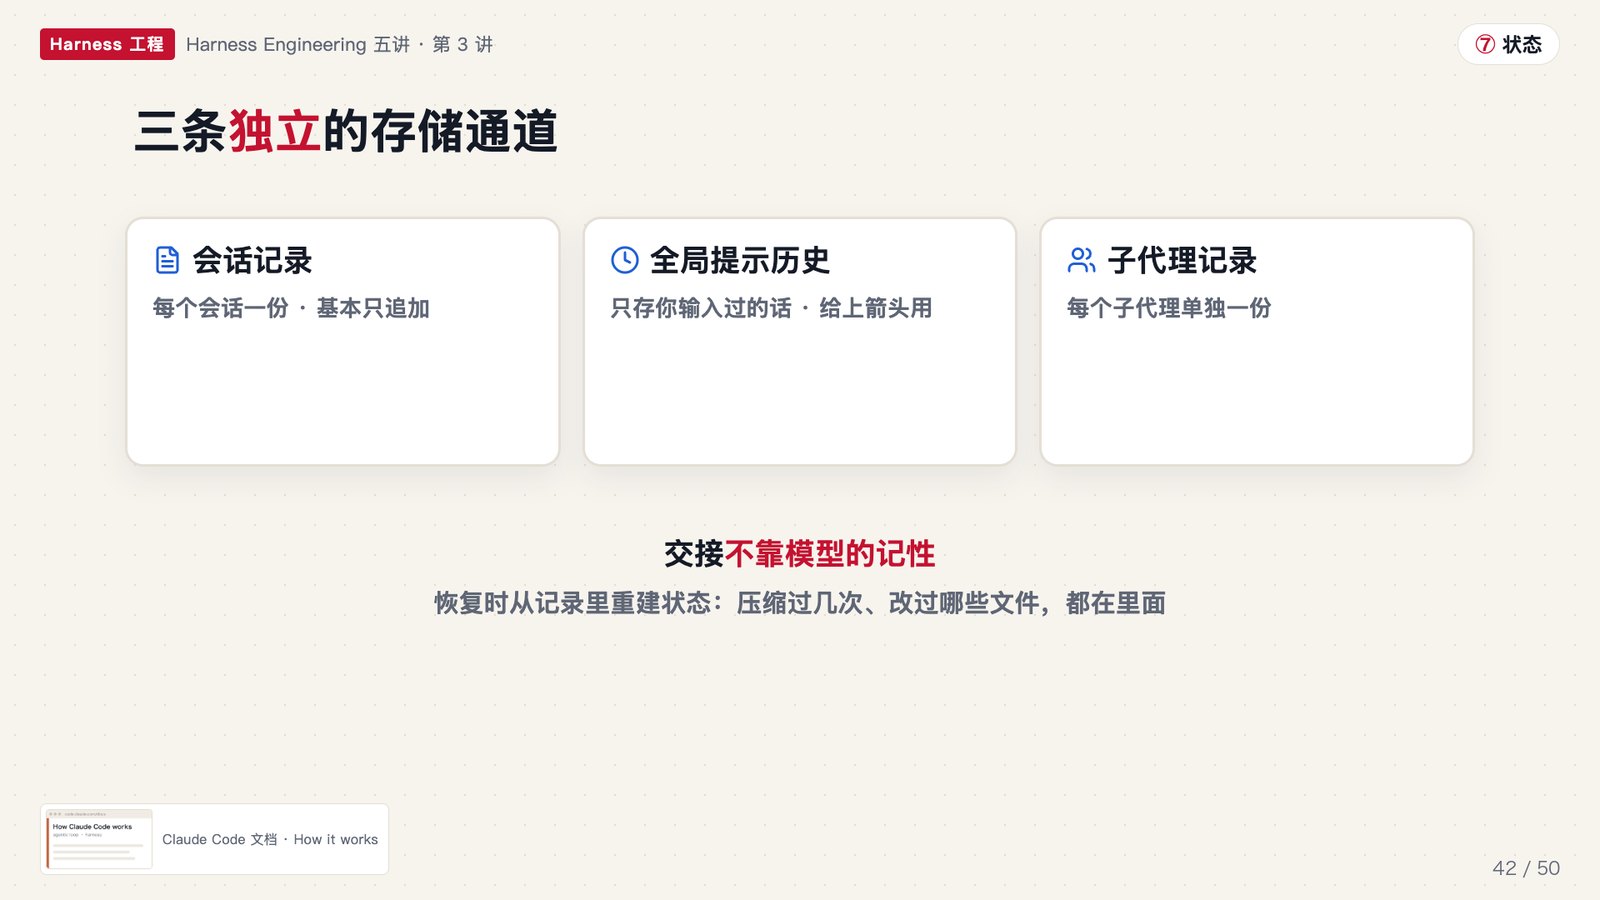 Harness 工程 Harness Engineering 五讲 · 第 3 讲
⑦ 状态
三条独立的存储通道
会话记录
每个会话一份 · 基本只追加
全局提示历史
只存你输入过的话 · 给上箭头用
子代理记录
每个子代理单独一份
交接不靠模型的记性
恢复时从记录里重建状态：压缩过几次、改过哪些文件，都在里面
How Claude Code works
Claude Code 文档 · How it works
42 / 50